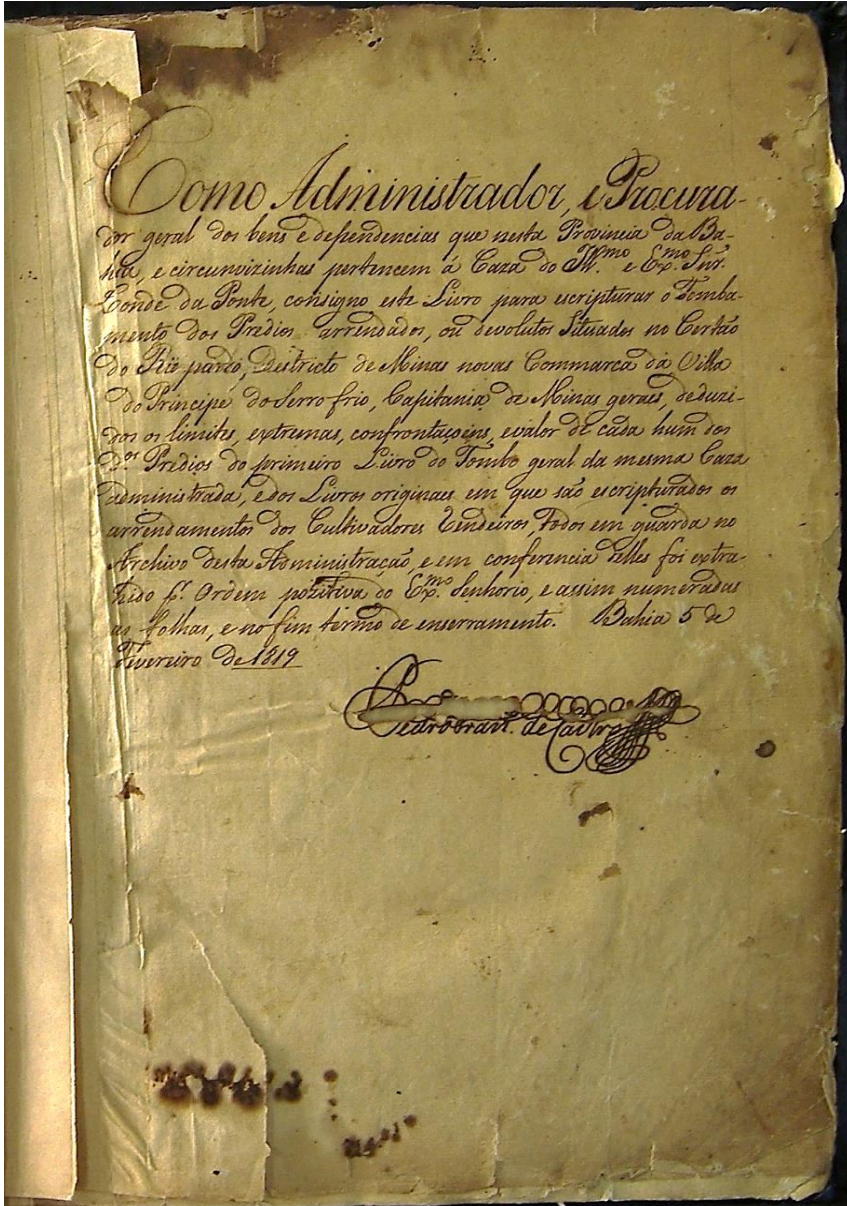 Como Administrador, e Procura-
dor geral dos bens e dependencias que nesta Provincia da Ba-
hia, e circunvizinhas pertencem á Caza do Illmo e Exmo Snr.
Conde da Ponte, consigno este Livro para escripturar o Tomba-
mento dos Predios arrendados, ou devolutos Situados no Certão
do Rio pardo, Districto de Minas novas Commarca da Villa
do Principe do Serro frio, Capitania de Minas geraes, deduzi-
dos os limites, extremas, confrontaçoens, e valor de cada hum dos
dos Predios do primeiro Livro do Tombo geral da mesma Caza
administrada, e dos Livros originaes em que são escripturados os
arrendamentos dos Cultivadores Rendeiros, todos em guarda no
Archivo desta Administração, e em conferencia delles foi extra-
hido pr. Ordem pozitiva do Exmo. Senhorio, e assim numeradas
as folhas, e no fim termo de enserramento. Bahia 5 de
Fevereiro de 1819
Pedro de Castro